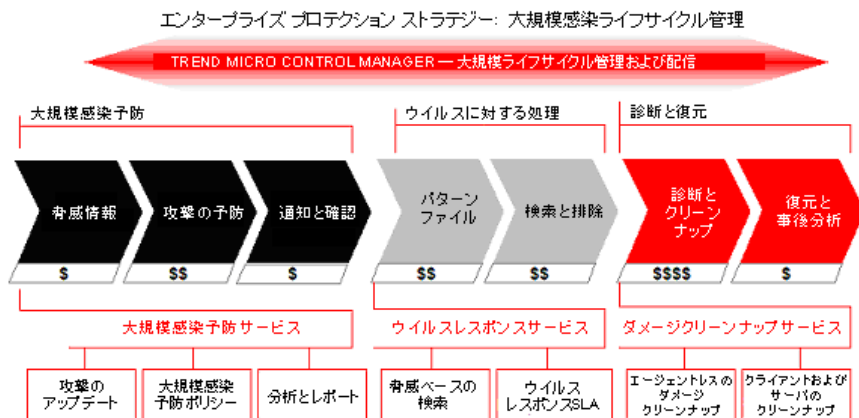 エンタープライズ プロテクション ストラテジー: 大規模感染ライフサイクル管理
TREND MICRO CONTROL MANAGER — 大規模ライフサイクル管理および配信
大規模感染予防
ウイルスに対する処理
診断と復元
脅威情報
攻撃の予防
通知と確認
パターン
ファイル
検索と排除
診断と
クリーン
ナップ
復元と
事後分析
$
$$
$
$$
$$
$$$$
$
大規模感染予防サービス
ウイルスレスポンスサービス
ダメージクリーンナップサービス
攻撃の
アップデート
大規模感染
予防ポリシー
分析とレポート
脅威ベースの
検索
ウイルス
レスポンスSLA
エージェントレスの
ダメージ
クリーンナップ
クライアントおよび
サーバの
クリーンナップ